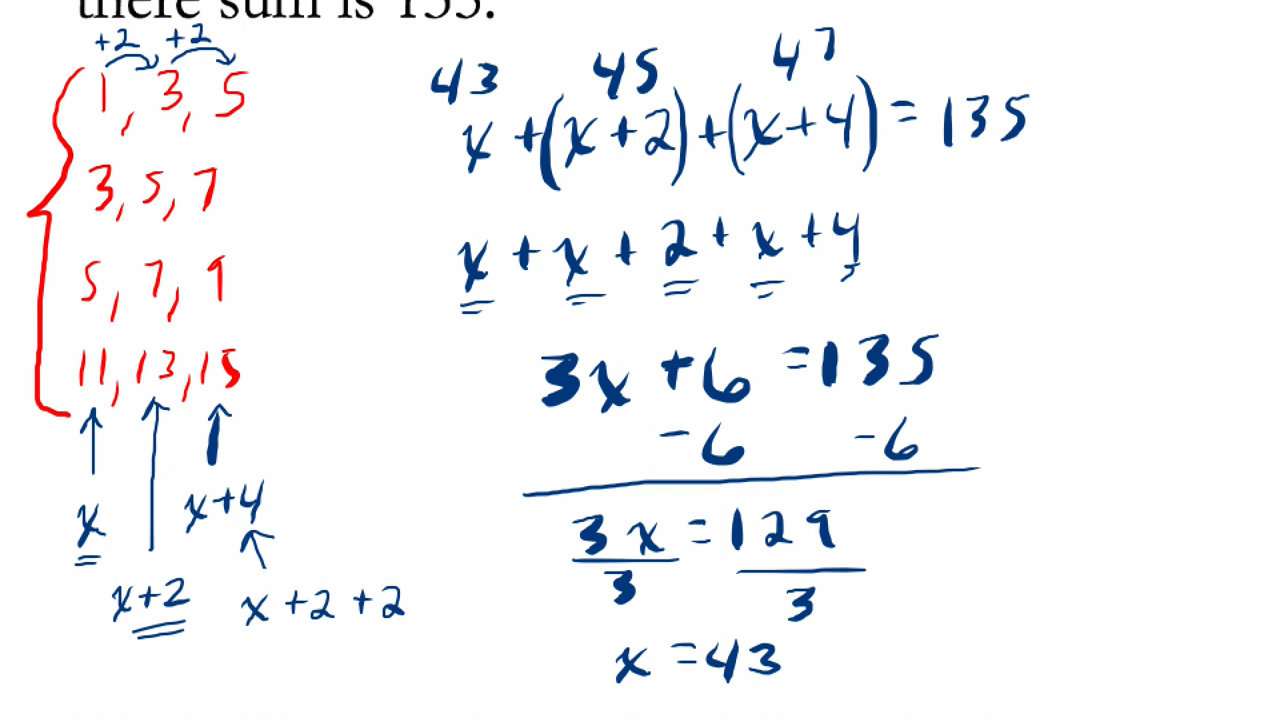 there sum is 135.
+2 +2
1, 3, 5
3, 5, 7
5, 7, 9
11, 13, 15
x
x+4
x+2
x+2+2
43 45 47
x+(x+2)+(x+4)=135
x+x+2+x+4
3x+6=135
-6 -6
3x=129
3 3
x=43